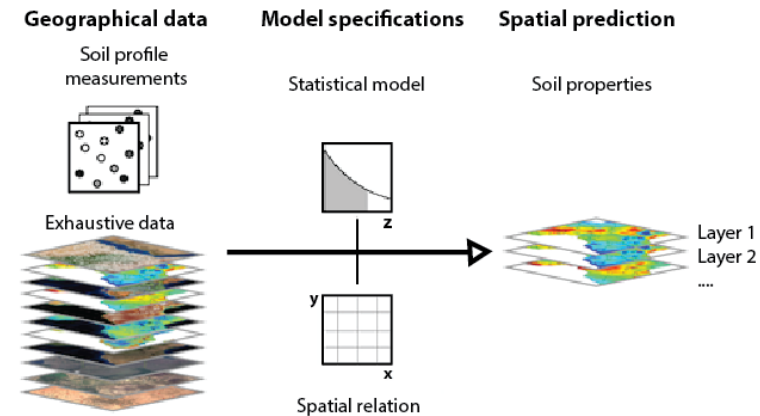 Geographical data
Model specifications
Spatial prediction
Soil profile
measurements
Statistical model
Soil properties
z
Exhaustive data
Layer 1
Layer 2
....
y
x
Spatial relation